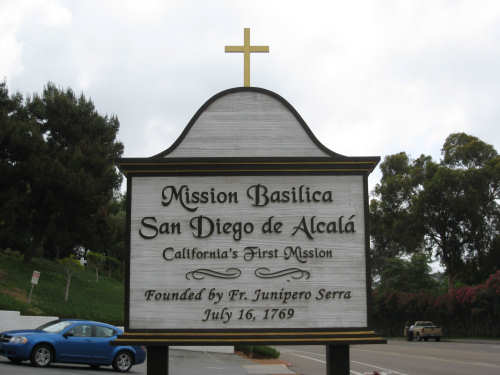 Mission Basilica
San Diego de Alcalá
California's First Mission
Founded by Fr. Junipero Serra
July 16, 1769